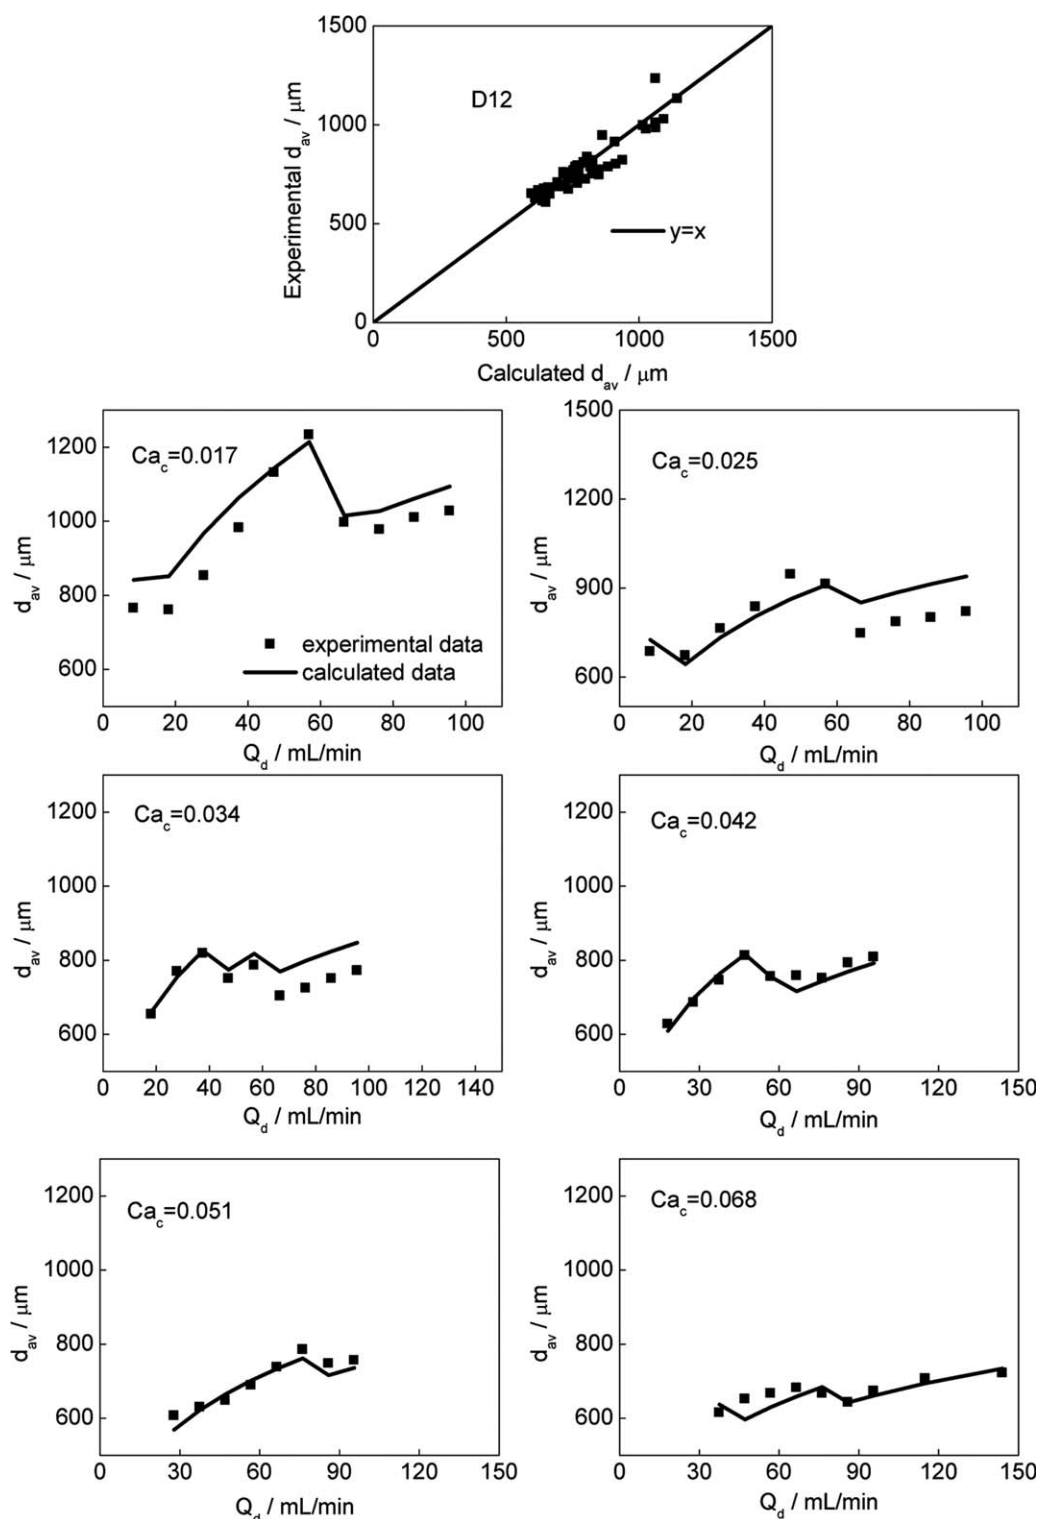 1500
1000
500
0
Experimental d_av / μm
D12
y=x
0 500 1000 1500
Calculated d_av / μm
1200
1000
800
600
d_av / μm
Ca_c=0.017
experimental data
calculated data
0 20 40 60 80 100
Q_d / mL/min
1500
1200
900
600
d_av / μm
Ca_c=0.025
0 20 40 60 80 100
Q_d / mL/min
1200
1000
800
600
d_av / μm
Ca_c=0.034
0 20 40 60 80 100 120 140
Q_d / mL/min
1200
1000
800
600
d_av / μm
Ca_c=0.042
0 30 60 90 120 150
Q_d / mL/min
1200
1000
800
600
d_av / μm
Ca_c=0.051
0 30 60 90 120 150
Q_d / mL/min
1200
1000
800
600
d_av / μm
Ca_c=0.068
0 30 60 90 120 150
Q_d / mL/min